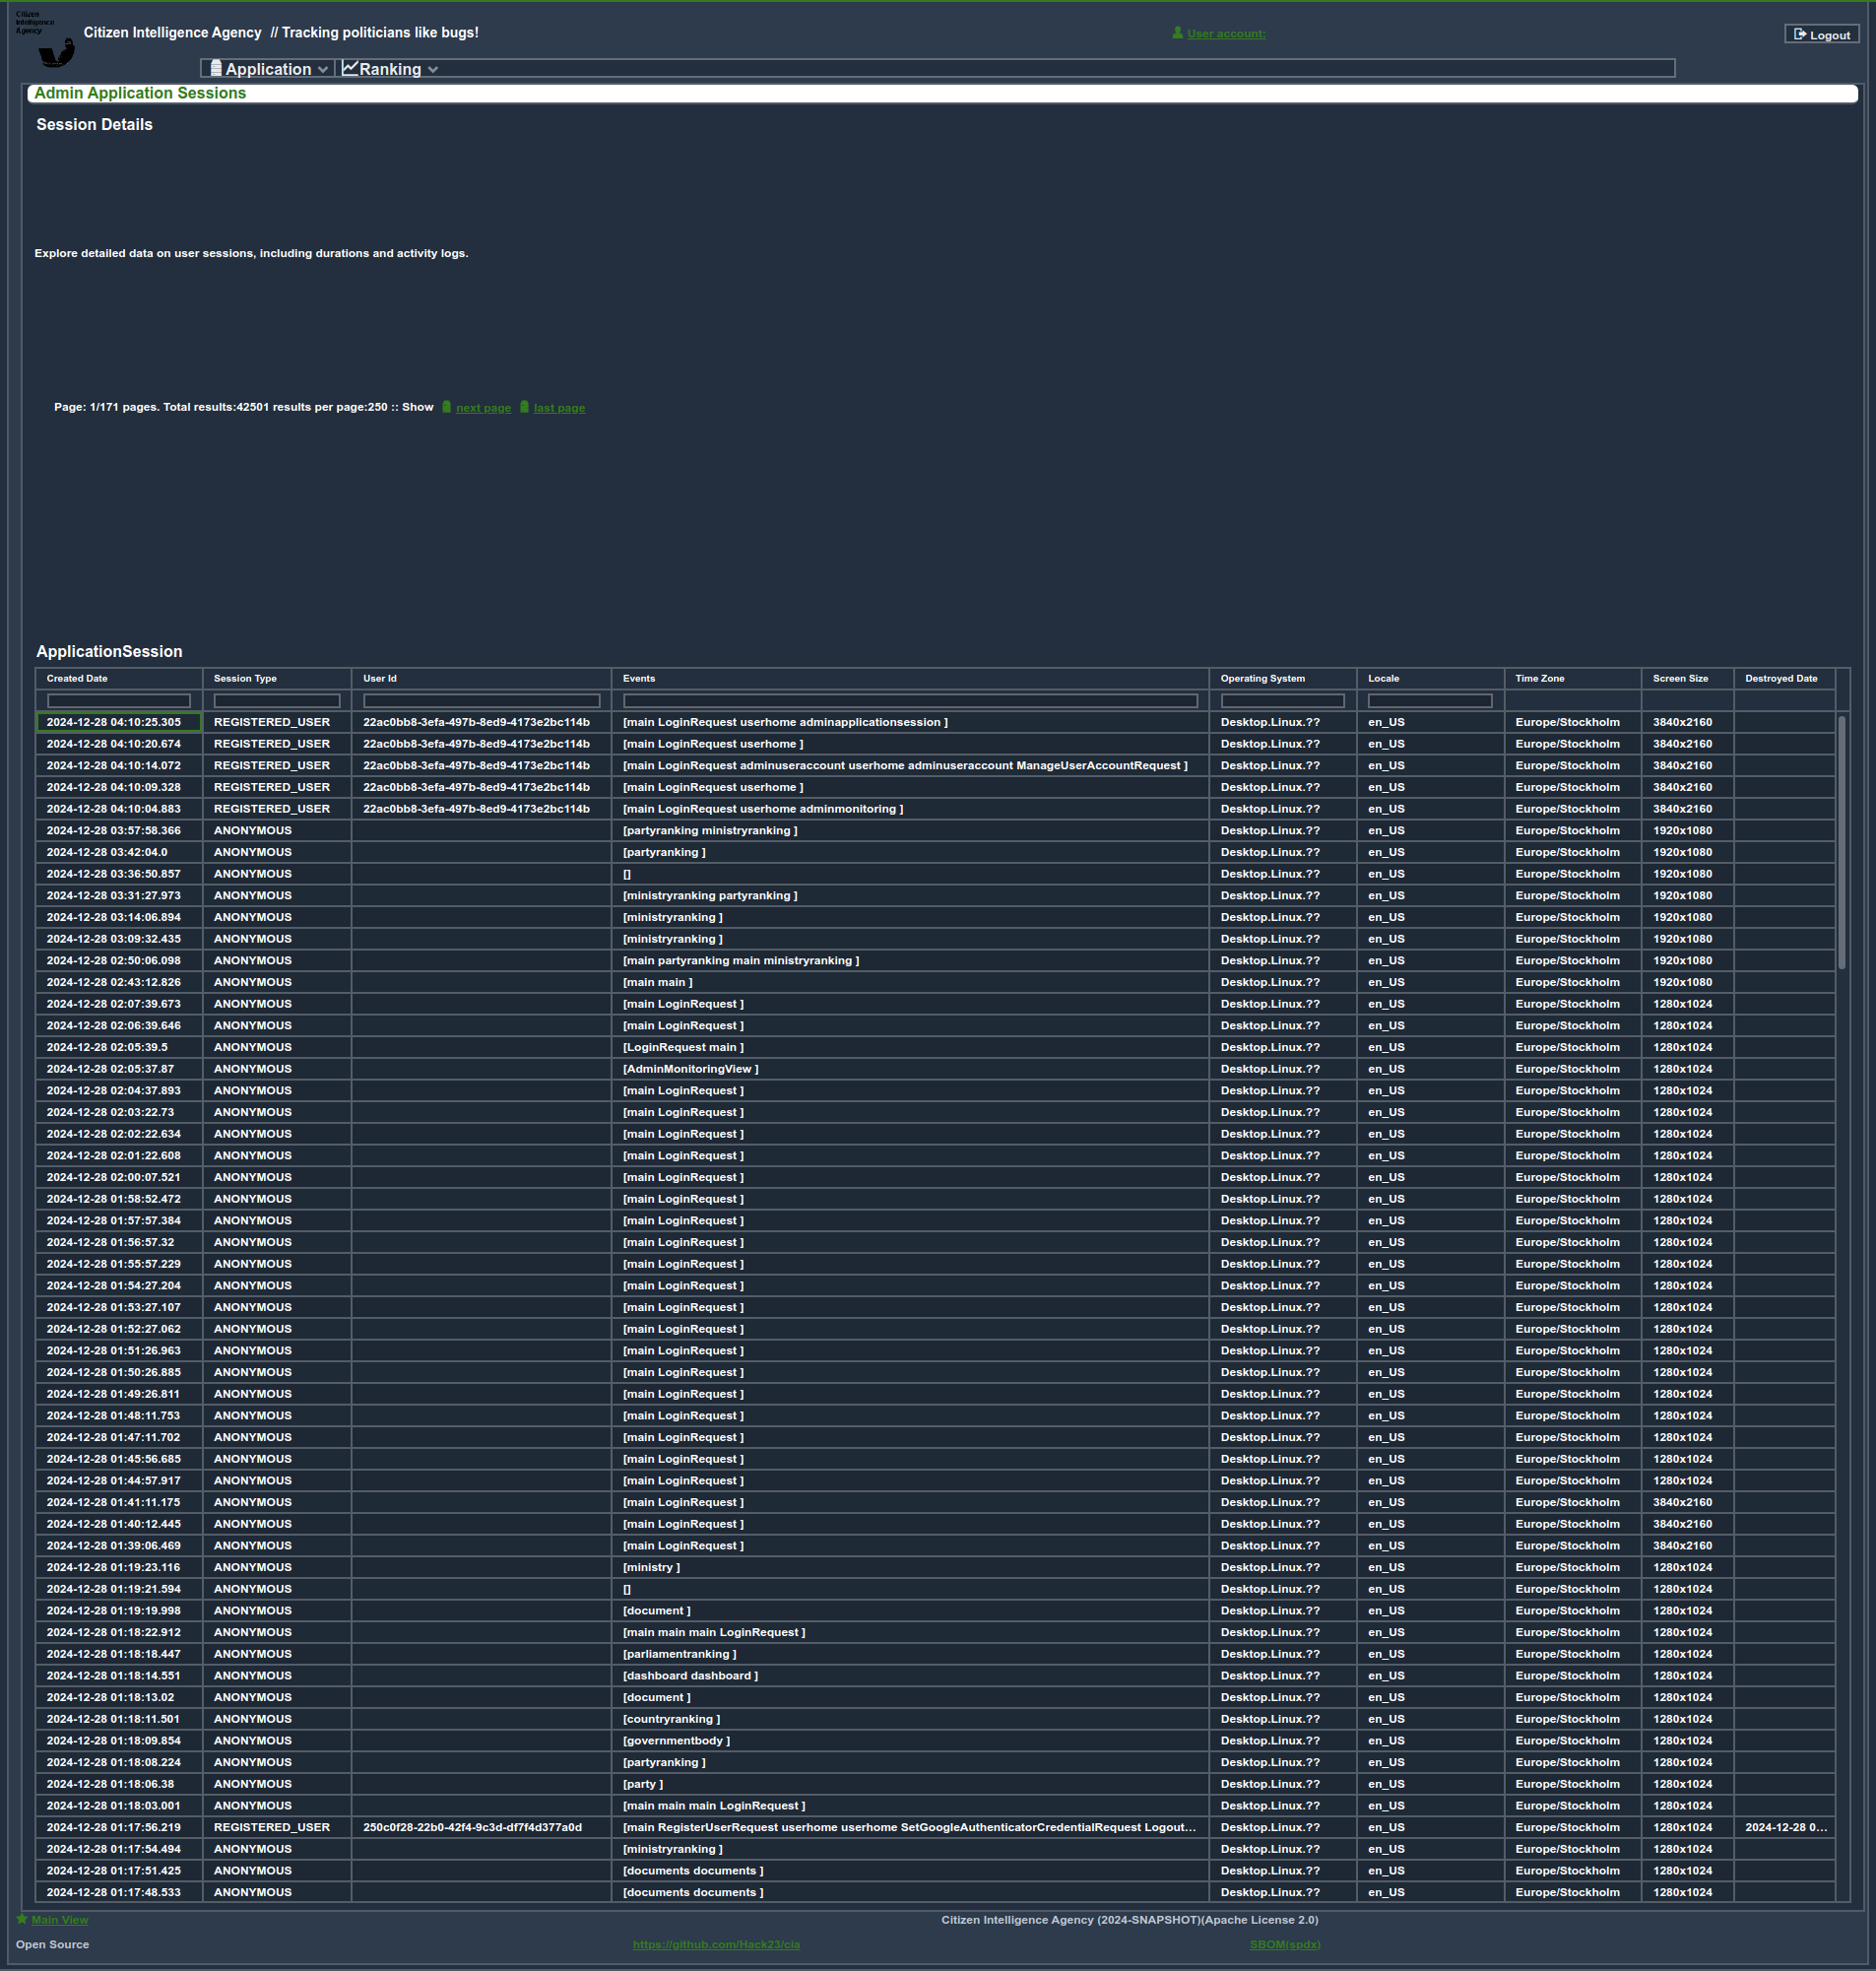 Citizen
Intelligence
Agency
Citizen Intelligence Agency // Tracking politicians like bugs!
User account:
Logout
Application Ranking
Admin Application Sessions
Session Details
Explore detailed data on user sessions, including durations and activity logs.
Page: 1/171 pages. Total results:42501 results per page:250 :: Show next page last page
ApplicationSession
Created Date Session Type User Id Events Operating System Locale Time Zone Screen Size Destroyed Date
2024-12-28 04:10:25.305 REGISTERED_USER 22ac0bb8-3efa-497b-8ed9-4173e2bc114b [main LoginRequest userhome adminapplicationsession ] Desktop.Linux.?? en_US Europe/Stockholm 3840x2160
2024-12-28 04:10:20.674 REGISTERED_USER 22ac0bb8-3efa-497b-8ed9-4173e2bc114b [main LoginRequest userhome ] Desktop.Linux.?? en_US Europe/Stockholm 3840x2160
2024-12-28 04:10:14.072 REGISTERED_USER 22ac0bb8-3efa-497b-8ed9-4173e2bc114b [main LoginRequest adminuseraccount userhome adminuseraccount ManageUserAccountRequest ] Desktop.Linux.?? en_US Europe/Stockholm 3840x2160
2024-12-28 04:10:09.328 REGISTERED_USER 22ac0bb8-3efa-497b-8ed9-4173e2bc114b [main LoginRequest userhome ] Desktop.Linux.?? en_US Europe/Stockholm 3840x2160
2024-12-28 04:10:04.883 REGISTERED_USER 22ac0bb8-3efa-497b-8ed9-4173e2bc114b [main LoginRequest userhome adminmonitoring ] Desktop.Linux.?? en_US Europe/Stockholm 3840x2160
2024-12-28 03:57:58.366 ANONYMOUS [partyranking ministryranking ] Desktop.Linux.?? en_US Europe/Stockholm 1920x1080
2024-12-28 03:42:04.0 ANONYMOUS [partyranking ] Desktop.Linux.?? en_US Europe/Stockholm 1920x1080
2024-12-28 03:36:50.857 ANONYMOUS [] Desktop.Linux.?? en_US Europe/Stockholm 1920x1080
2024-12-28 03:31:27.973 ANONYMOUS [ministryranking partyranking ] Desktop.Linux.?? en_US Europe/Stockholm 1920x1080
2024-12-28 03:14:06.894 ANONYMOUS [ministryranking ] Desktop.Linux.?? en_US Europe/Stockholm 1920x1080
2024-12-28 03:09:32.435 ANONYMOUS [ministryranking ] Desktop.Linux.?? en_US Europe/Stockholm 1920x1080
2024-12-28 02:50:06.098 ANONYMOUS [main partyranking main ministryranking ] Desktop.Linux.?? en_US Europe/Stockholm 1920x1080
2024-12-28 02:43:12.826 ANONYMOUS [main main ] Desktop.Linux.?? en_US Europe/Stockholm 1920x1080
2024-12-28 02:07:39.673 ANONYMOUS [main LoginRequest ] Desktop.Linux.?? en_US Europe/Stockholm 1280x1024
2024-12-28 02:06:39.646 ANONYMOUS [main LoginRequest ] Desktop.Linux.?? en_US Europe/Stockholm 1280x1024
2024-12-28 02:05:39.5 ANONYMOUS [LoginRequest main ] Desktop.Linux.?? en_US Europe/Stockholm 1280x1024
2024-12-28 02:05:37.87 ANONYMOUS [AdminMonitoringView ] Desktop.Linux.?? en_US Europe/Stockholm 1280x1024
2024-12-28 02:04:37.893 ANONYMOUS [main LoginRequest ] Desktop.Linux.?? en_US Europe/Stockholm 1280x1024
2024-12-28 02:03:22.73 ANONYMOUS [main LoginRequest ] Desktop.Linux.?? en_US Europe/Stockholm 1280x1024
2024-12-28 02:02:22.634 ANONYMOUS [main LoginRequest ] Desktop.Linux.?? en_US Europe/Stockholm 1280x1024
2024-12-28 02:01:22.608 ANONYMOUS [main LoginRequest ] Desktop.Linux.?? en_US Europe/Stockholm 1280x1024
2024-12-28 02:00:07.521 ANONYMOUS [main LoginRequest ] Desktop.Linux.?? en_US Europe/Stockholm 1280x1024
2024-12-28 01:58:52.472 ANONYMOUS [main LoginRequest ] Desktop.Linux.?? en_US Europe/Stockholm 1280x1024
2024-12-28 01:57:57.384 ANONYMOUS [main LoginRequest ] Desktop.Linux.?? en_US Europe/Stockholm 1280x1024
2024-12-28 01:56:57.32 ANONYMOUS [main LoginRequest ] Desktop.Linux.?? en_US Europe/Stockholm 1280x1024
2024-12-28 01:55:57.229 ANONYMOUS [main LoginRequest ] Desktop.Linux.?? en_US Europe/Stockholm 1280x1024
2024-12-28 01:54:27.204 ANONYMOUS [main LoginRequest ] Desktop.Linux.?? en_US Europe/Stockholm 1280x1024
2024-12-28 01:53:27.107 ANONYMOUS [main LoginRequest ] Desktop.Linux.?? en_US Europe/Stockholm 1280x1024
2024-12-28 01:52:27.062 ANONYMOUS [main LoginRequest ] Desktop.Linux.?? en_US Europe/Stockholm 1280x1024
2024-12-28 01:51:26.963 ANONYMOUS [main LoginRequest ] Desktop.Linux.?? en_US Europe/Stockholm 1280x1024
2024-12-28 01:50:26.885 ANONYMOUS [main LoginRequest ] Desktop.Linux.?? en_US Europe/Stockholm 1280x1024
2024-12-28 01:49:26.811 ANONYMOUS [main LoginRequest ] Desktop.Linux.?? en_US Europe/Stockholm 1280x1024
2024-12-28 01:48:11.753 ANONYMOUS [main LoginRequest ] Desktop.Linux.?? en_US Europe/Stockholm 1280x1024
2024-12-28 01:47:11.702 ANONYMOUS [main LoginRequest ] Desktop.Linux.?? en_US Europe/Stockholm 1280x1024
2024-12-28 01:45:56.685 ANONYMOUS [main LoginRequest ] Desktop.Linux.?? en_US Europe/Stockholm 1280x1024
2024-12-28 01:44:57.917 ANONYMOUS [main LoginRequest ] Desktop.Linux.?? en_US Europe/Stockholm 1280x1024
2024-12-28 01:41:11.175 ANONYMOUS [main LoginRequest ] Desktop.Linux.?? en_US Europe/Stockholm 3840x2160
2024-12-28 01:40:12.445 ANONYMOUS [main LoginRequest ] Desktop.Linux.?? en_US Europe/Stockholm 3840x2160
2024-12-28 01:39:06.469 ANONYMOUS [main LoginRequest ] Desktop.Linux.?? en_US Europe/Stockholm 3840x2160
2024-12-28 01:19:23.116 ANONYMOUS [ministry ] Desktop.Linux.?? en_US Europe/Stockholm 1280x1024
2024-12-28 01:19:21.594 ANONYMOUS [] Desktop.Linux.?? en_US Europe/Stockholm 1280x1024
2024-12-28 01:19:19.998 ANONYMOUS [document ] Desktop.Linux.?? en_US Europe/Stockholm 1280x1024
2024-12-28 01:18:22.912 ANONYMOUS [main main main LoginRequest ] Desktop.Linux.?? en_US Europe/Stockholm 1280x1024
2024-12-28 01:18:18.447 ANONYMOUS [parliamentranking ] Desktop.Linux.?? en_US Europe/Stockholm 1280x1024
2024-12-28 01:18:14.551 ANONYMOUS [dashboard dashboard ] Desktop.Linux.?? en_US Europe/Stockholm 1280x1024
2024-12-28 01:18:13.02 ANONYMOUS [document ] Desktop.Linux.?? en_US Europe/Stockholm 1280x1024
2024-12-28 01:18:11.501 ANONYMOUS [countryranking ] Desktop.Linux.?? en_US Europe/Stockholm 1280x1024
2024-12-28 01:18:09.854 ANONYMOUS [governmentbody ] Desktop.Linux.?? en_US Europe/Stockholm 1280x1024
2024-12-28 01:18:08.224 ANONYMOUS [partyranking ] Desktop.Linux.?? en_US Europe/Stockholm 1280x1024
2024-12-28 01:18:06.38 ANONYMOUS [party ] Desktop.Linux.?? en_US Europe/Stockholm 1280x1024
2024-12-28 01:18:03.001 ANONYMOUS [main main main LoginRequest ] Desktop.Linux.?? en_US Europe/Stockholm 1280x1024
2024-12-28 01:17:56.219 REGISTERED_USER 250c0f28-22b0-42f4-9c3d-df7f4d377a0d [main RegisterUserRequest userhome userhome SetGoogleAuthenticatorCredentialRequest Logout... Desktop.Linux.?? en_US Europe/Stockholm 1280x1024 2024-12-28 0...
2024-12-28 01:17:54.494 ANONYMOUS [ministryranking ] Desktop.Linux.?? en_US Europe/Stockholm 1280x1024
2024-12-28 01:17:51.425 ANONYMOUS [documents documents ] Desktop.Linux.?? en_US Europe/Stockholm 1280x1024
2024-12-28 01:17:48.533 ANONYMOUS [documents documents ] Desktop.Linux.?? en_US Europe/Stockholm 1280x1024
Main View Citizen Intelligence Agency (2024-SNAPSHOT)(Apache License 2.0)
Open Source https://github.com/Hack23/cia SBOM(spdx)